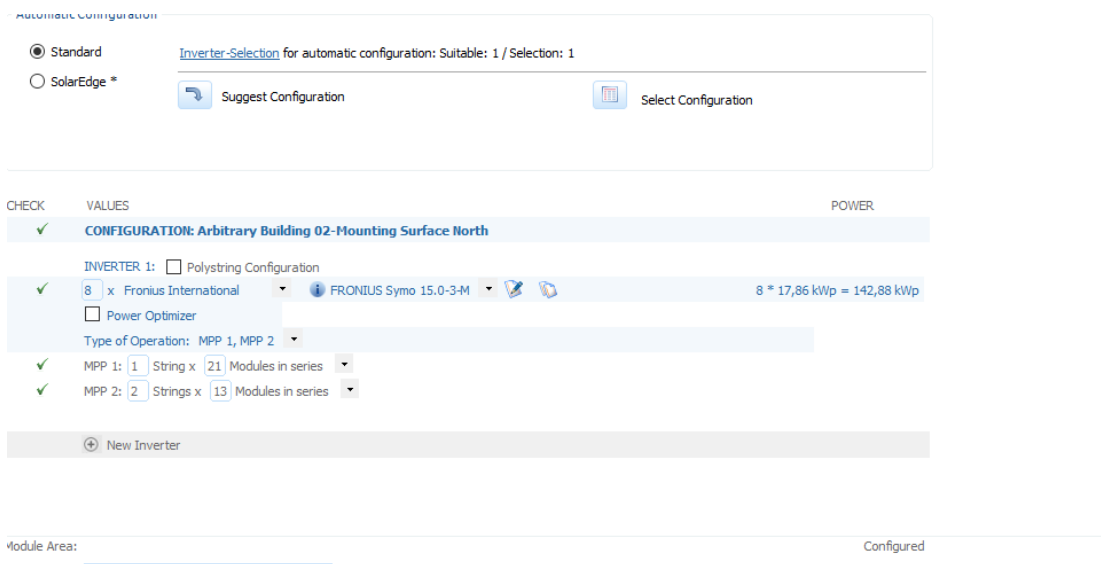 Automatic Configuration
Standard
Inverter-Selection for automatic configuration: Suitable: 1 / Selection: 1
SolarEdge *
Suggest Configuration
Select Configuration
CHECK VALUES POWER
CONFIGURATION: Arbitrary Building 02-Mounting Surface North
INVERTER 1: Polystring Configuration
8 x Fronius International FRONIUS Symo 15.0-3-M 8 * 17,86 kWp = 142,88 kWp
Power Optimizer
Type of Operation: MPP 1, MPP 2
MPP 1: 1 String x 21 Modules in series
MPP 2: 2 Strings x 13 Modules in series
New Inverter
Module Area: Configured